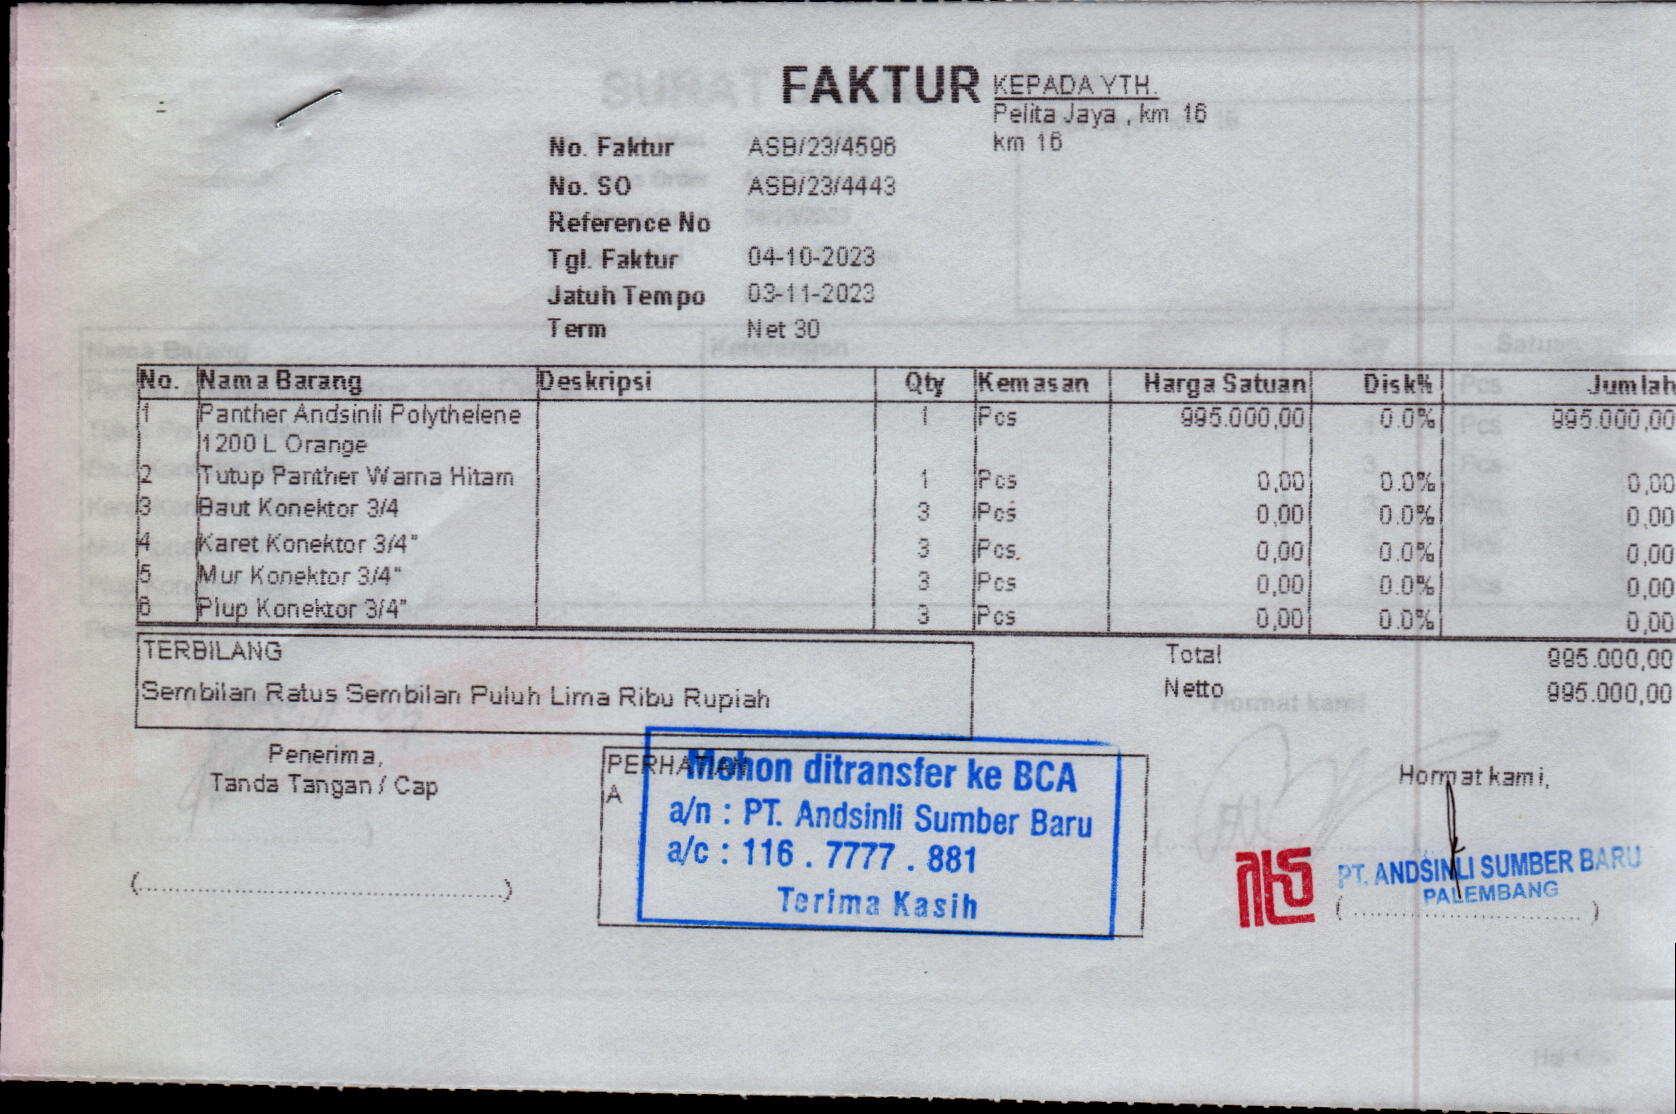 FAKTUR
KEPADA YTH.
Pelita Jaya , km 16
km 16
No. Faktur ASB/23/4596
No. SO ASB/23/4443
Reference No
Tgl. Faktur 04-10-2023
Jatuh Tempo 03-11-2023
Term Net 30
No. Nama Barang Deskripsi Qty Kemasan Harga Satuan Disk% Jumlah
1 Panther Andsinli Polythelene 1 Pcs 995.000,00 0.0% 995.000,00
1200 L Orange
2 Tutup Panther Warna Hitam 1 Pcs 0,00 0.0% 0,00
3 Baut Konektor 3/4 3 Pcs 0,00 0.0% 0,00
4 Karet Konektor 3/4" 3 Pcs 0,00 0.0% 0,00
5 Mur Konektor 3/4" 3 Pcs 0,00 0.0% 0,00
6 Plup Konektor 3/4" 3 Pcs 0,00 0.0% 0,00
TERBILANG
Sembilan Ratus Sembilan Puluh Lima Ribu Rupiah
Total 995.000,00
Netto 995.000,00
Penerima,
Tanda Tangan / Cap
PERHATIAN
A
Mohon ditransfer ke BCA
a/n : PT. Andsinli Sumber Baru
a/c : 116 . 7777 . 881
Terima Kasih
Hormat kami,
PT. ANDSINLI SUMBER BARU
PALEMBANG